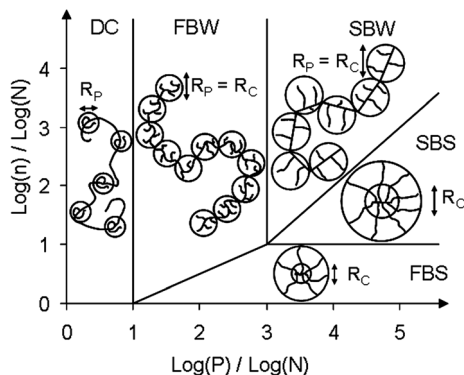 DC FBW SBW
R_P
R_P = R_C
R_P = R_C
SBS
R_C
R_C
FBS
4
3
2
1
0
Log(n) / Log(N)
0 1 2 3 4 5
Log(P) / Log(N)